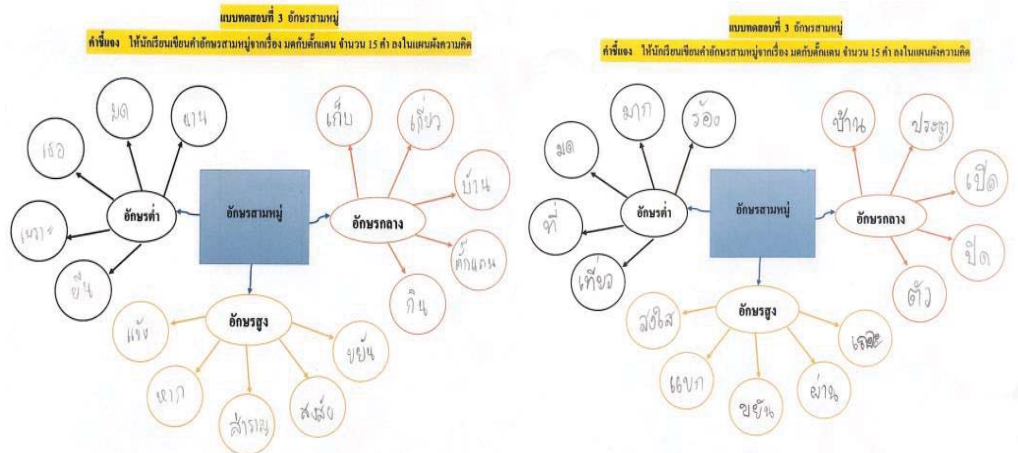 แบบทดสอบที่ 3 อักษรสามหมู่
คำชี้แจง ให้นักเรียนเขียนคำอักษรสามหมู่จากเรื่อง มดกับตั๊กแตน จำนวน 15 คำ ลงในแผนผังความคิด
มด
งาน
เธอ
เพราะ
ยืน
อักษรต่ำ
อักษรสามหมู่
เก็บ
เกี่ยว
บ้าน
ตั๊กแตน
กิน
อักษรกลาง
อักษรสูง
แข็ง
หาก
สำราญ
สงสัย
ขยัน
แบบทดสอบที่ 3 อักษรสามหมู่
คำชี้แจง ให้นักเรียนเขียนคำอักษรสามหมู่จากเรื่อง มดกับตั๊กแตน จำนวน 15 คำ ลงในแผนผังความคิด
มด
มาก
ร้อง
ที่
เที่ยว
อักษรต่ำ
อักษรสามหมู่
บ้าน
ประตู
เปิด
ปิด
ตัว
อักษรกลาง
อักษรสูง
สงใส
แบก
ขยัน
ผ่าน